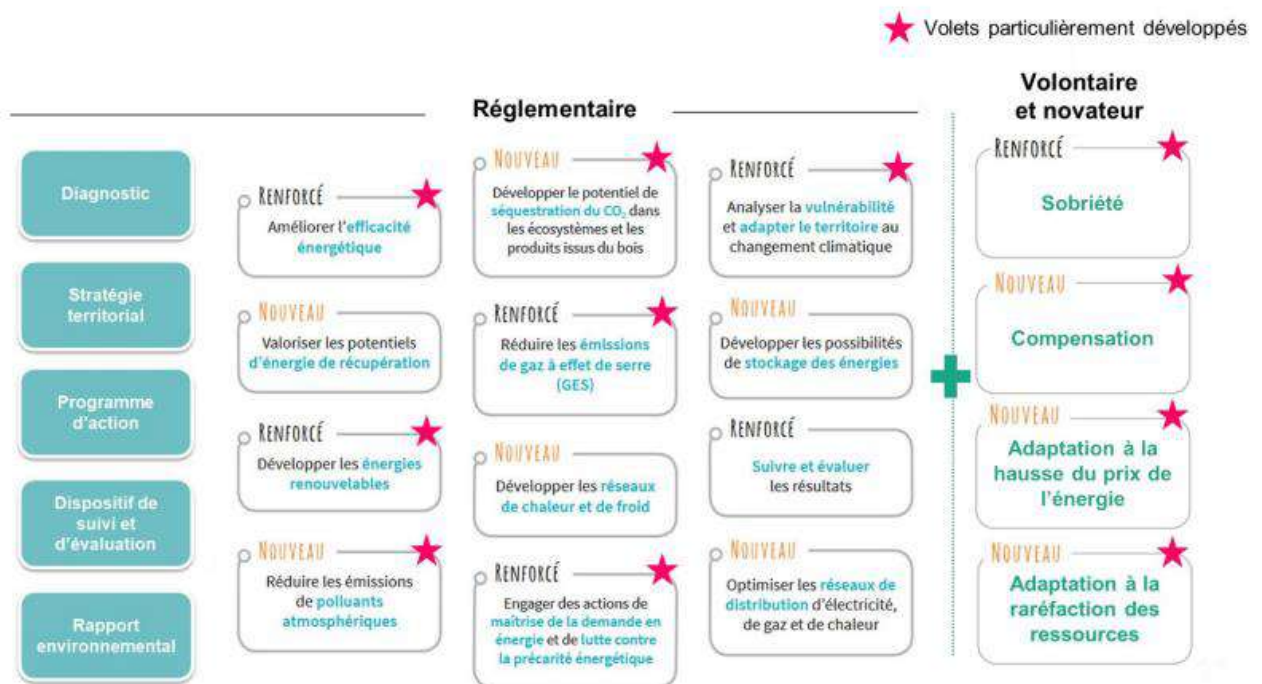 Volets particulièrement développés
Réglementaire
Volontaire
et novateur
Diagnostic
Stratégie
territorial
Programme
d'action
Dispositif de
suivi et
d'évaluation
Rapport
environnemental
RENFORCÉ
Améliorer l'efficacité
énergétique
NOUVEAU
Valoriser les potentiels
d'énergie de récupération
RENFORCÉ
Développer les énergies
renouvelables
NOUVEAU
Réduire les émissions
de polluants
atmosphériques
NOUVEAU
Développer le potentiel de
séquestration du CO₂ dans
les écosystèmes et les
produits issus du bois
RENFORCÉ
Réduire les émissions
de gaz à effet de serre
(GES)
NOUVEAU
Développer les réseaux
de chaleur et de froid
RENFORCÉ
Engager des actions de
maîtrise de la demande en
énergie et de lutte contre
la précarité énergétique
RENFORCÉ
Analyser la vulnérabilité
et adapter le territoire au
changement climatique
NOUVEAU
Développer les possibilités
de stockage des énergies
RENFORCÉ
Suivre et évaluer
les résultats
NOUVEAU
Optimiser les réseaux de
distribution d'électricité,
de gaz et de chaleur
RENFORCÉ
Sobriété
NOUVEAU
Compensation
NOUVEAU
Adaptation à la
hausse du prix de
l'énergie
NOUVEAU
Adaptation à la
raréfaction des
ressources